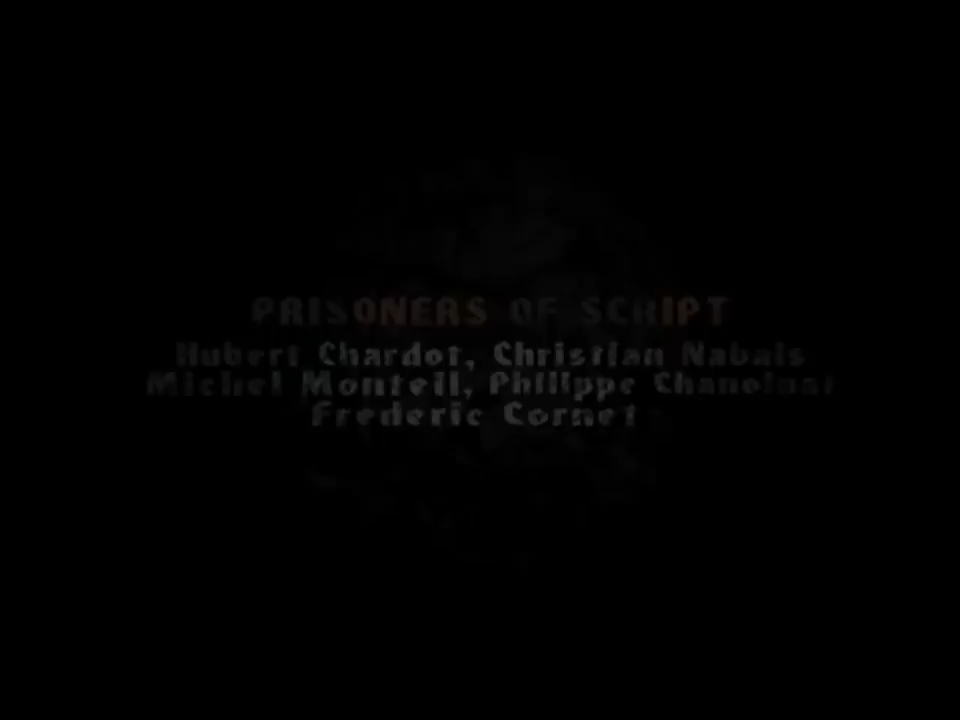 PRISONERS OF SCRIPT
Hubert Chardot, Christian Nabais
Michel Monteil, Philippe Chanoinat
Frederic Cornet